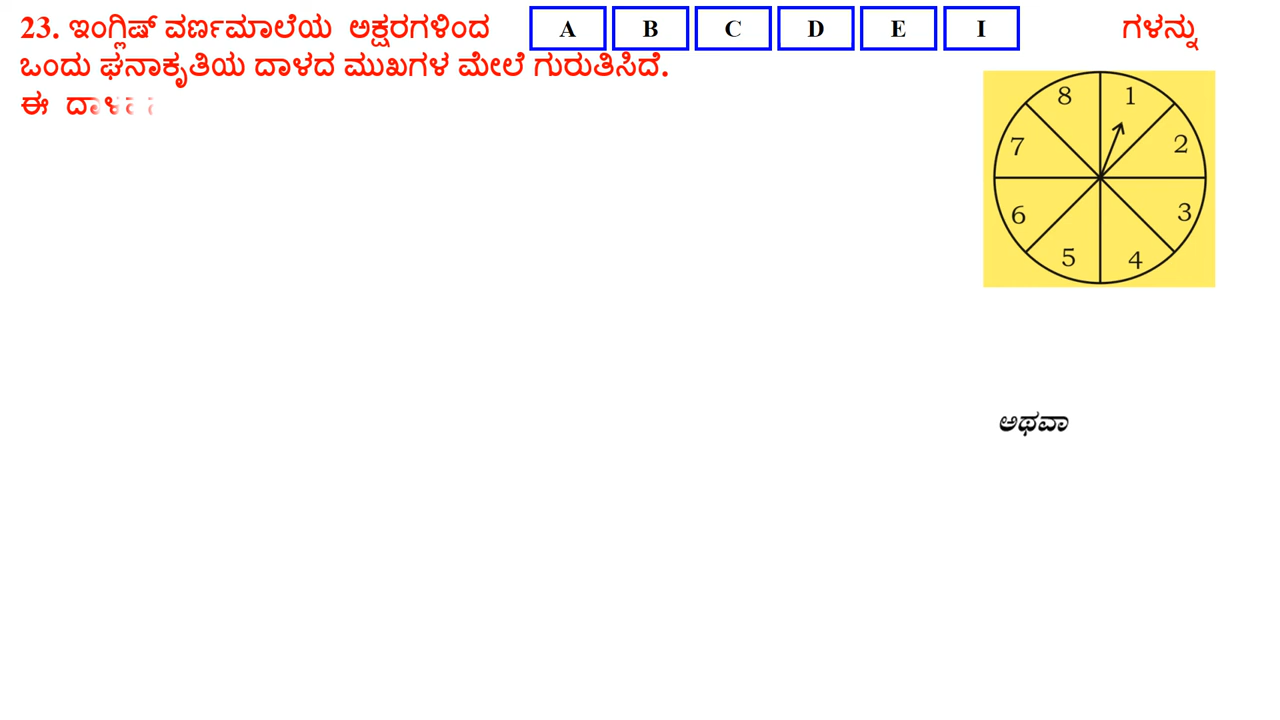 23. ಇಂಗ್ಲಿಷ್ ವರ್ಣಮಾಲೆಯ ಅಕ್ಷರಗಳಿಂದ A B C D E I ಗಳನ್ನು
ಒಂದು ಘನಾಕೃತಿಯ ದಾಳದ ಮುಖಗಳ ಮೇಲೆ ಗುರುತಿಸಿದೆ.
ಈ
8 1
7 2
6 3
5 4
ಅಥವಾ